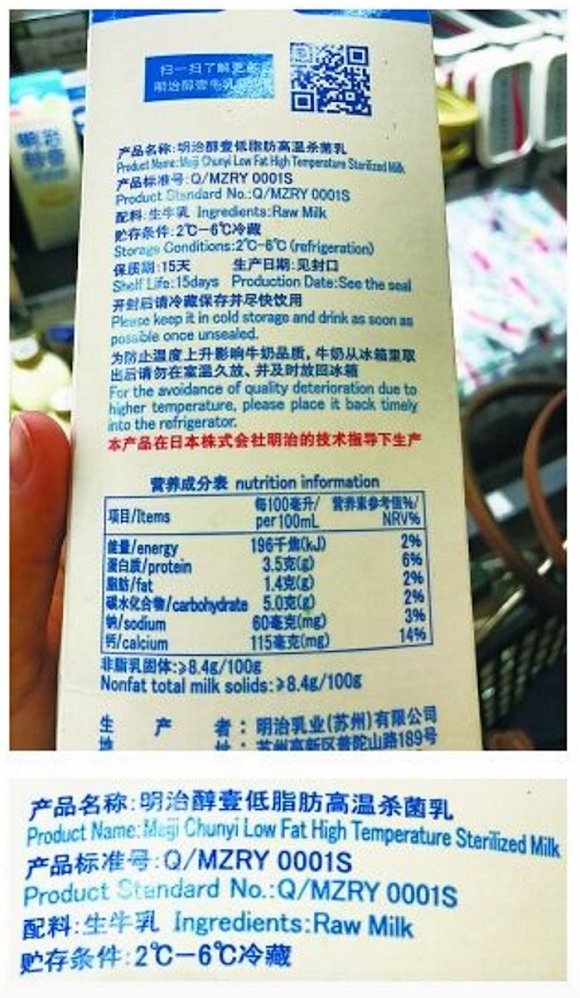 扫一扫了解更多
明治醇壹牛乳
产品名称:明治醇壹低脂肪高温杀菌乳
Product Name:Meiji Chunyi Low Fat High Temperature Sterilized Milk
产品标准号:Q/MZRY 0001S
Product Standard No.:Q/MZRY 0001S
配料:生牛乳 Ingredients:Raw Milk
贮存条件:2℃-6℃冷藏
Storage Conditions:2℃-6℃ (refrigeration)
保质期:15天 生产日期:见封口
Shelf Life:15days Production Date:See the seal
开封后请冷藏保存并尽快饮用
Please keep it in cold storage and drink as soon as
possible once unsealed.
为防止温度上升影响牛奶品质,牛奶从冰箱里取
出后请勿在室温久放、并及时放回冰箱
For the avoidance of quality deterioration due to
higher temperature, please place it back timely
into the refrigerator.
本产品在日本株式会社明治的技术指导下生产
营养成分表 nutrition information
项目/Items 每100毫升/ per 100mL 营养素参考值%/ NRV%
能量/energy 196千焦(kJ) 2%
蛋白质/protein 3.5克(g) 6%
脂肪/fat 1.4克(g) 2%
碳水化合物/carbohydrate 5.0克(g) 2%
钠/sodium 60毫克(mg) 3%
钙/calcium 115毫克(mg) 14%
非脂乳固体:≥8.4g/100g
Nonfat total milk solids:≥8.4g/100g
生产者:明治乳业(苏州)有限公司
地址:苏州高新区普陀山路189号
产品名称:明治醇壹低脂肪高温杀菌乳
Product Name:Meiji Chunyi Low Fat High Temperature Sterilized Milk
产品标准号:Q/MZRY 0001S
Product Standard No.:Q/MZRY 0001S
配料:生牛乳 Ingredients:Raw Milk
贮存条件:2℃-6℃冷藏